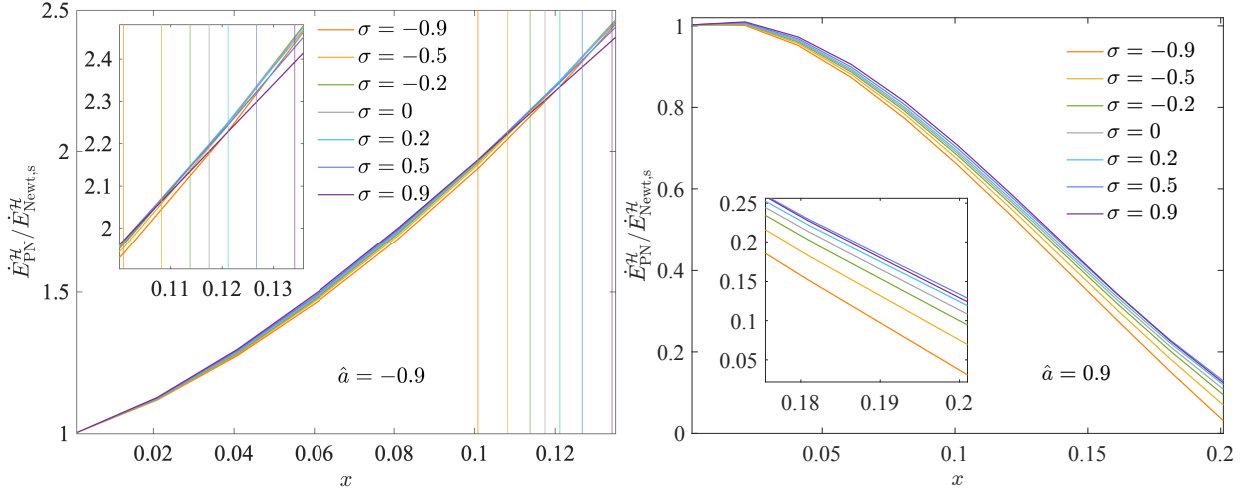 2.5
2
1.5
1
0.02
0.04
0.06
0.08
0.1
0.12
x
Ė^ℋ_PN / Ė^ℋ_Newt,s
â = −0.9
σ = −0.9
σ = −0.5
σ = −0.2
σ = 0
σ = 0.2
σ = 0.5
σ = 0.9
2.4
2.3
2.2
2.1
2
0.11
0.12
0.13
1
0.8
0.6
0.4
0.2
0
0.05
0.1
0.15
0.2
x
Ė^ℋ_PN / Ė^ℋ_Newt,s
â = 0.9
σ = −0.9
σ = −0.5
σ = −0.2
σ = 0
σ = 0.2
σ = 0.5
σ = 0.9
0.25
0.2
0.15
0.1
0.05
0.18
0.19
0.2